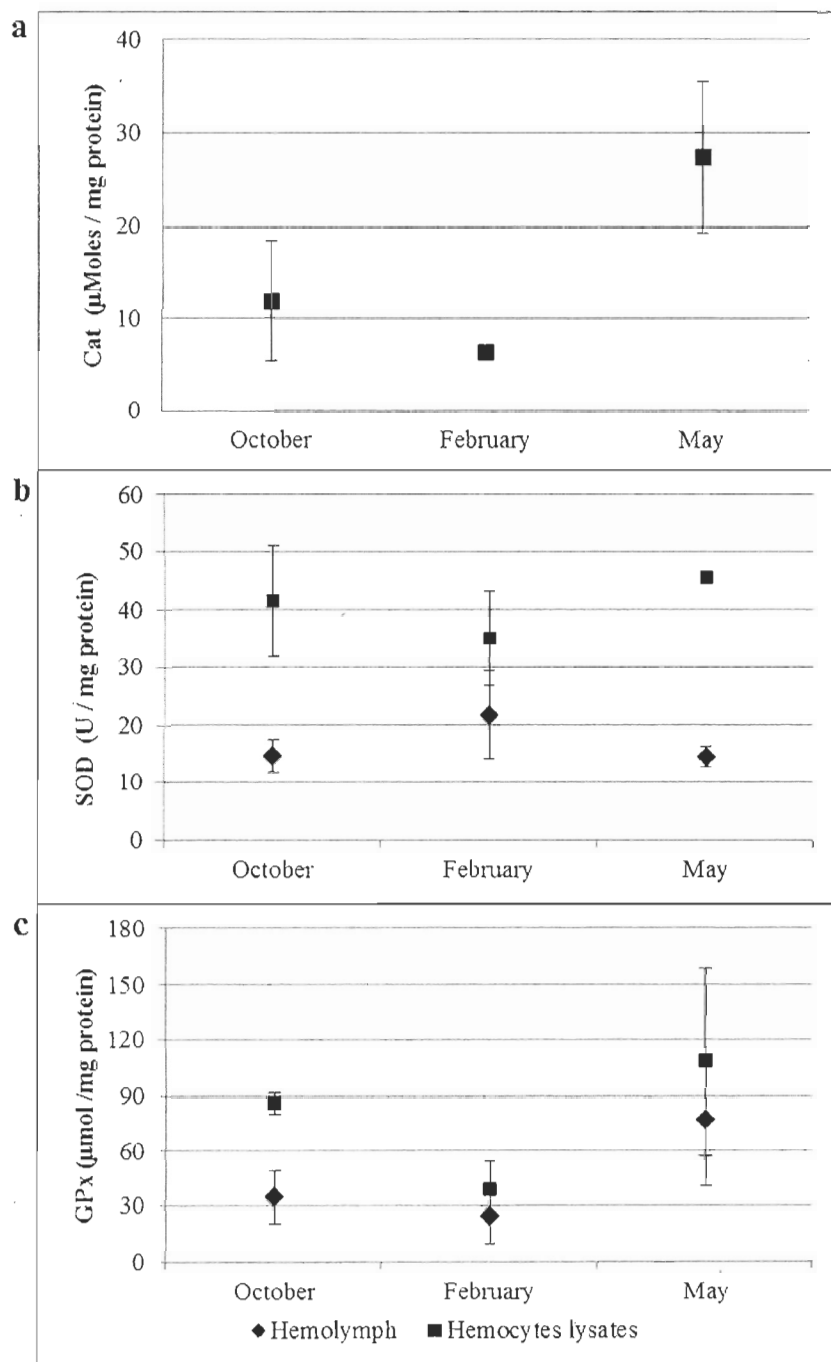 a
Cat (µMoles / mg protein)
40
30
20
10
0
October February May
b
SOD (U / mg protein)
60
50
40
30
20
10
0
October February May
c
GPx (µmol /mg protein)
180
150
120
90
60
30
0
October February May
Hemolymph Hemocytes lysates